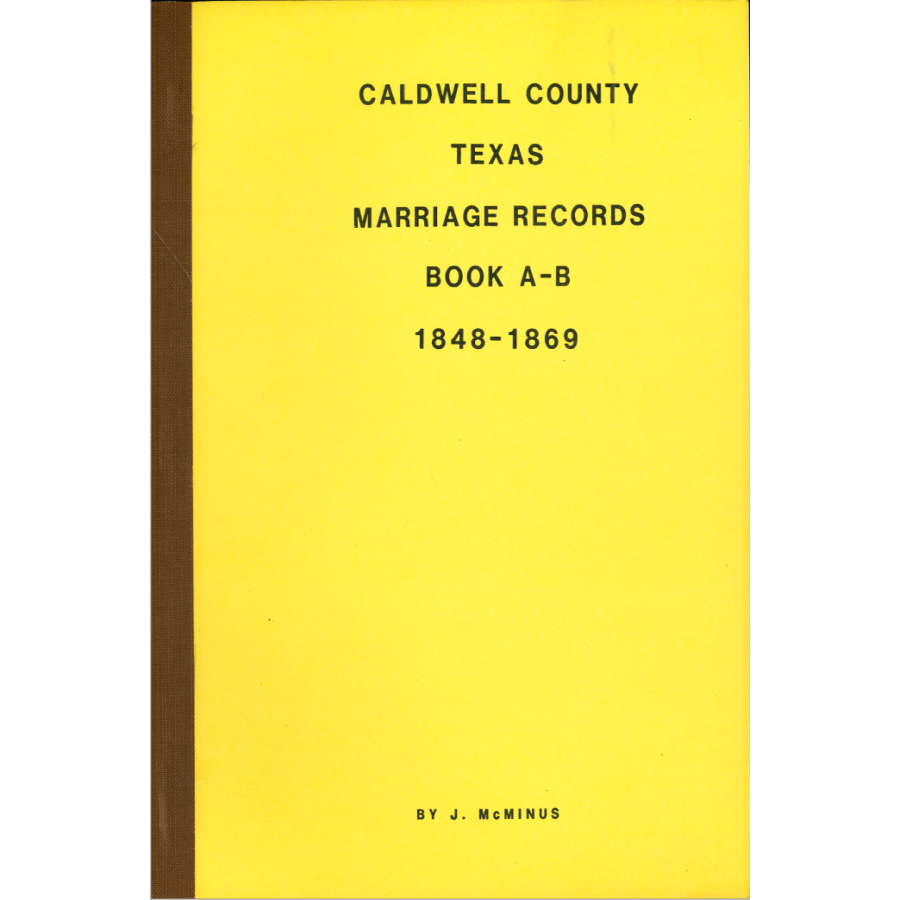 CALDWELL COUNTY
TEXAS
MARRIAGE RECORDS
BOOK A-B
1848-1869
BY J. McMINUS